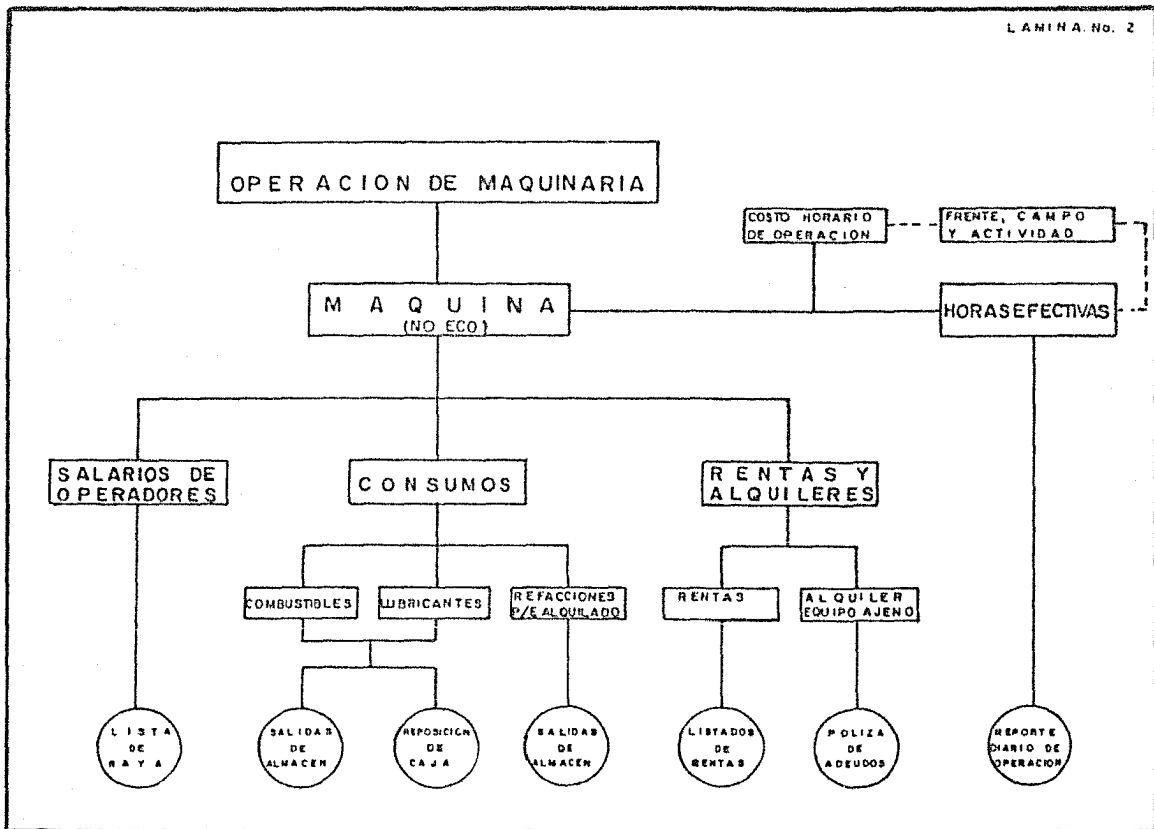 LAMINA. No. 2
OPERACION DE MAQUINARIA
COSTO HORARIO
DE OPERACION
FRENTE, CAMPO
Y ACTIVIDAD
MAQUINA
(NO ECO)
HORAS EFECTIVAS
SALARIOS DE
OPERADORES
CONSUMOS
RENTAS Y
ALQUILERES
COMBUSTIBLES
LUBRICANTES
REFACCIONES
P/E ALQUILADO
RENTAS
ALQUILER
EQUIPO AJENO
LISTA
DE
RAYA
SALIDAS
DE
ALMACEN
REPOSICION
DE
CAJA
SALIDAS
DE
ALMACEN
LISTADOS
DE
RENTAS
POLIZA
DE
ADEUDOS
REPORTE
DIARIO DE
OPERACION